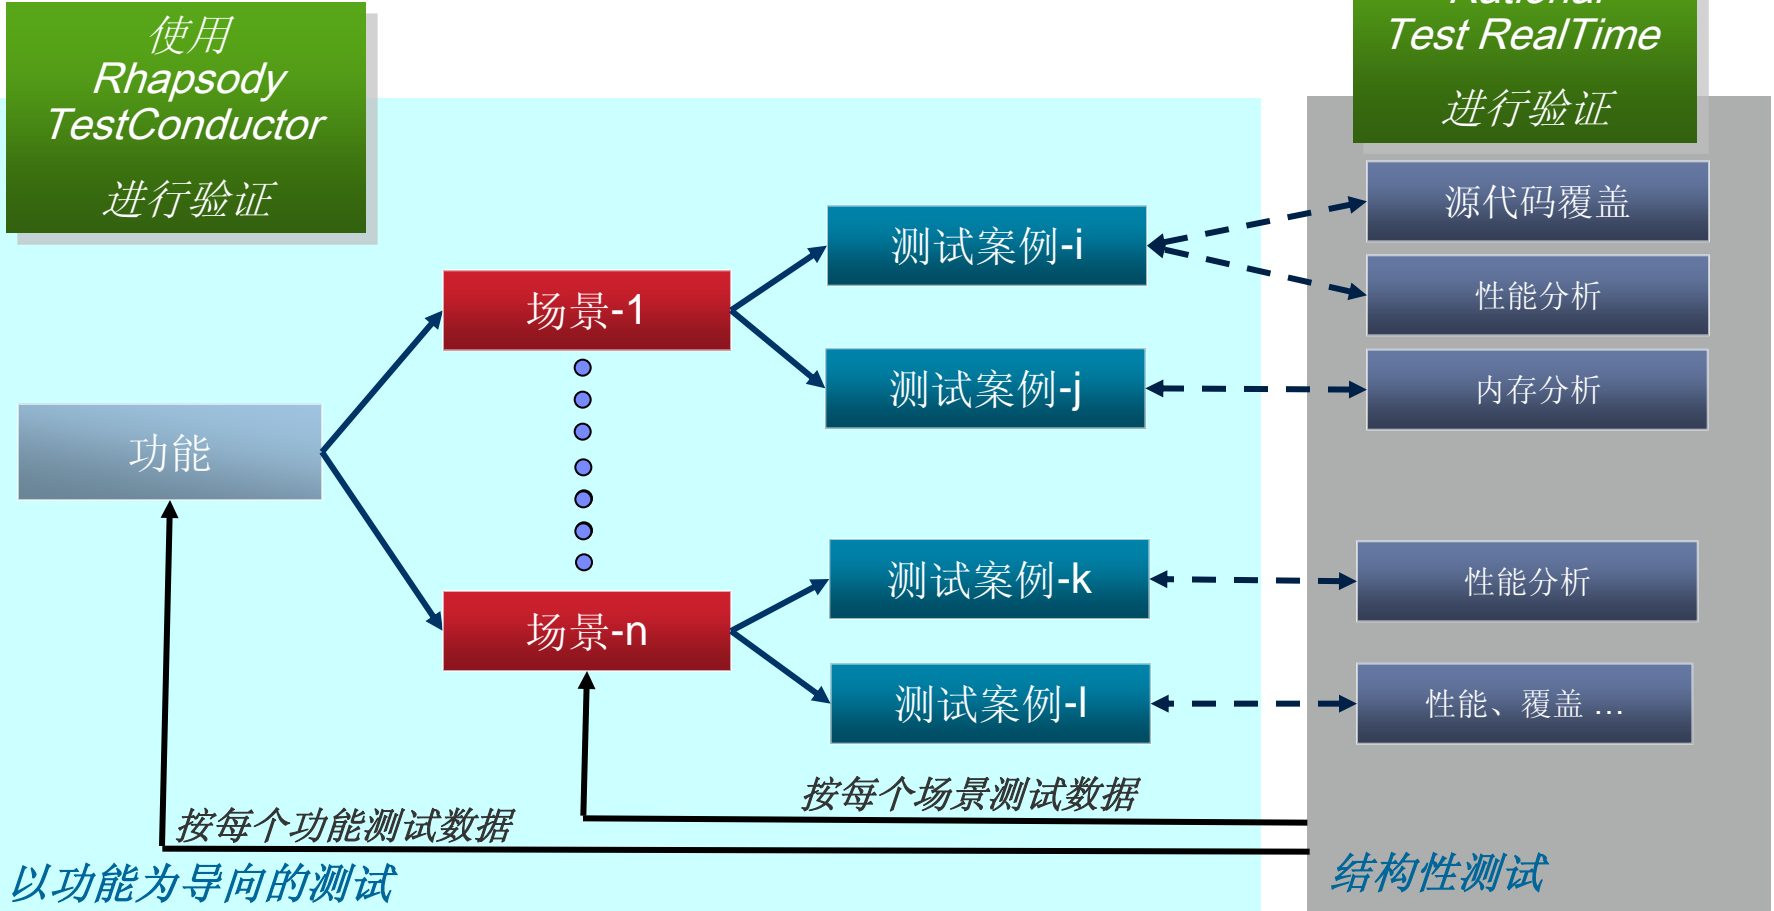 使用
Rhapsody
TestConductor
进行验证
Rational
Test RealTime
进行验证
源代码覆盖
测试案例-i
性能分析
场景-1
测试案例-j
内存分析
功能
测试案例-k
性能分析
场景-n
测试案例-l
性能、覆盖 ...
按每个场景测试数据
按每个功能测试数据
以功能为导向的测试
结构性测试